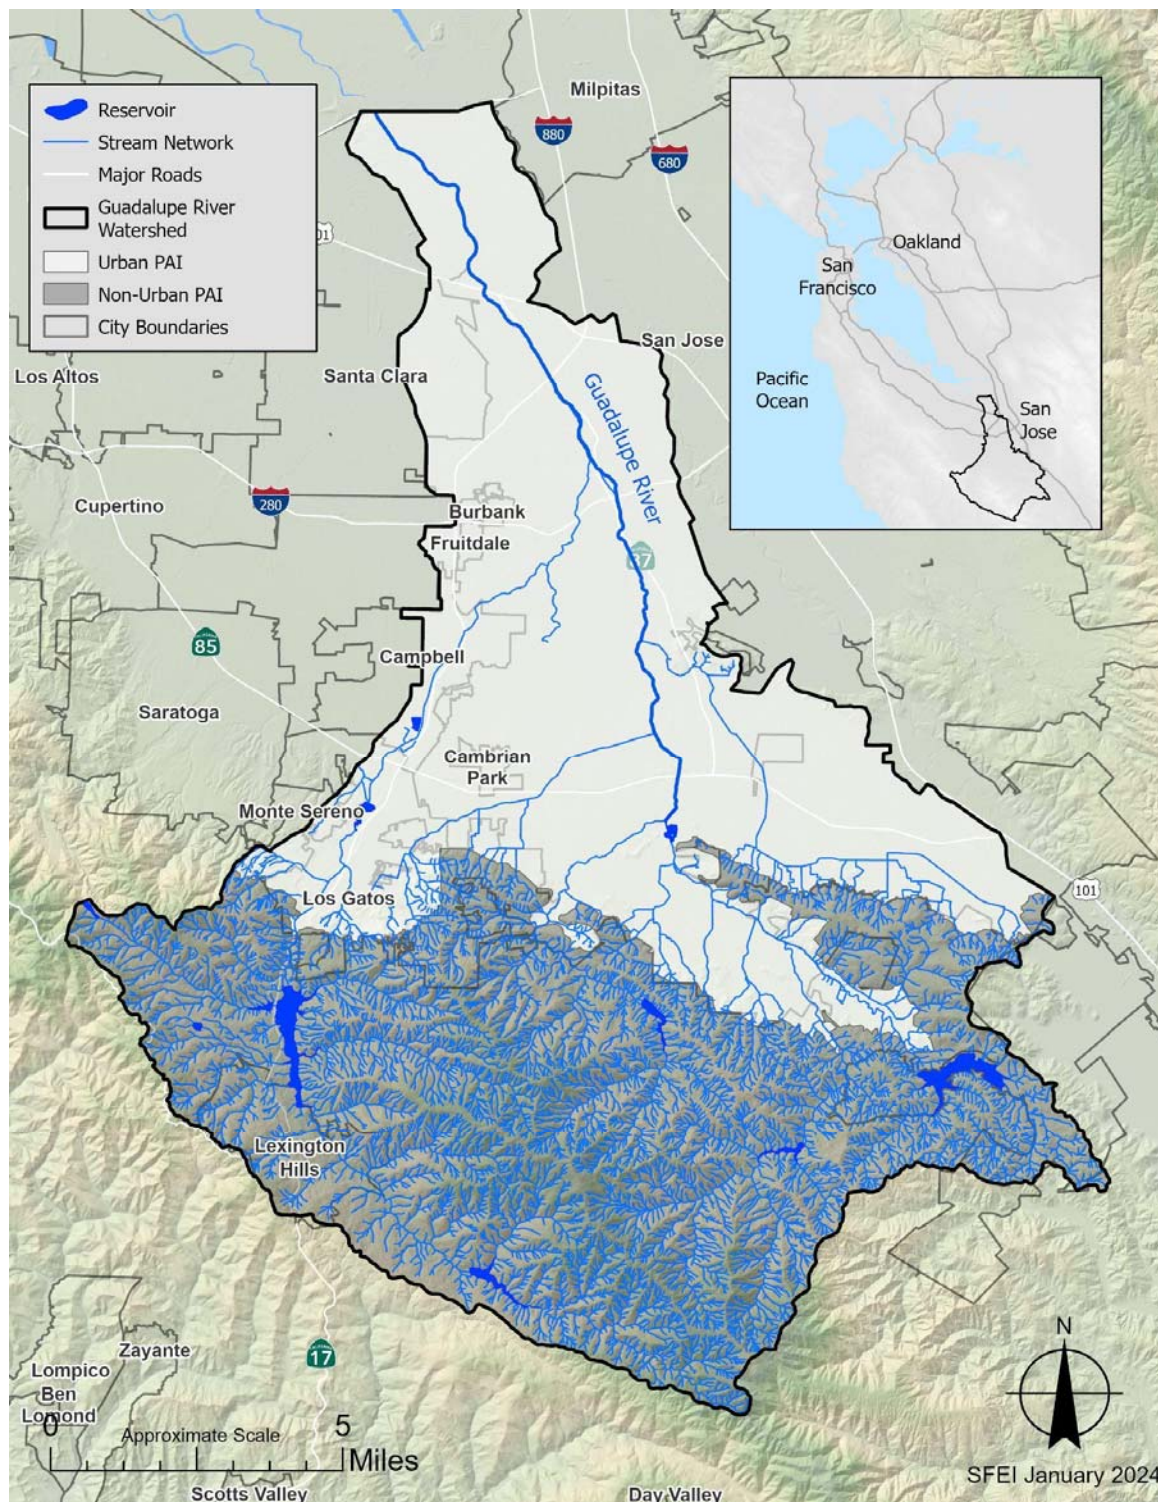 Reservoir
Stream Network
Major Roads
Guadalupe River
Watershed
Urban PAI
Non-Urban PAI
City Boundaries
Milpitas
880
680
Oakland
San
Francisco
Pacific
Ocean
San
Jose
01
San Jose
Los Altos
Santa Clara
Guadalupe River
Cupertino
280
Burbank
Fruitdale
87
85
Campbell
Saratoga
Cambrian
Park
Monte Sereno
Los Gatos
101
Lexington
Hills
17
Zayante
Lompico
Ben
Lomond
0
Approximate Scale
5
Miles
N
SFEI January 2024
Scotts Valley
Day Valley